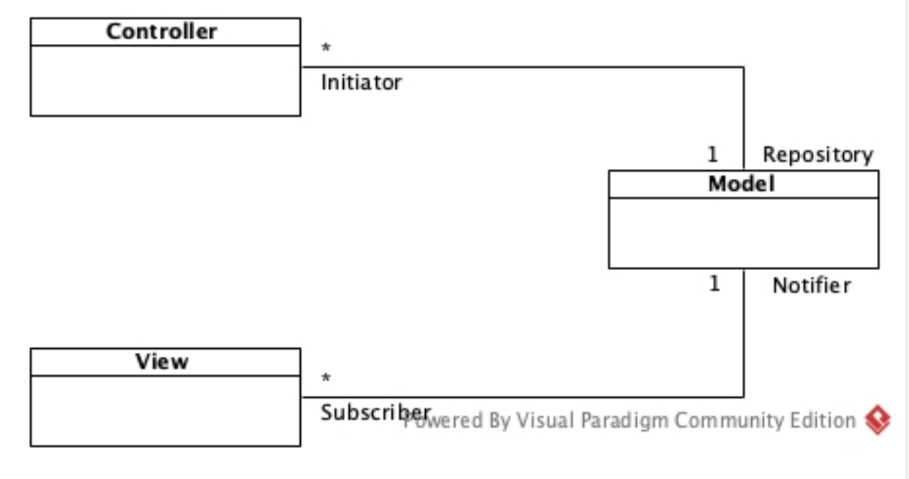 Controller
*
Initiator
1 Repository
Model
1 Notifier
View
*
Subscriber
Powered By Visual Paradigm Community Edition